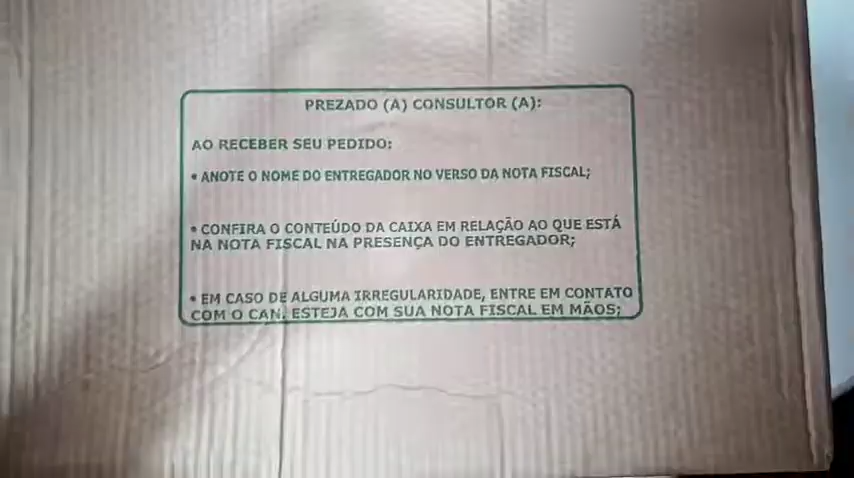 PREZADO (A) CONSULTOR (A):
AO RECEBER SEU PEDIDO:
• ANOTE O NOME DO ENTREGADOR NO VERSO DA NOTA FISCAL;
• CONFIRA O CONTEÚDO DA CAIXA EM RELAÇÃO AO QUE ESTÁ
NA NOTA FISCAL NA PRESENÇA DO ENTREGADOR;
• EM CASO DE ALGUMA IRREGULARIDADE, ENTRE EM CONTATO
COM O CAN. ESTEJA COM SUA NOTA FISCAL EM MÃOS;